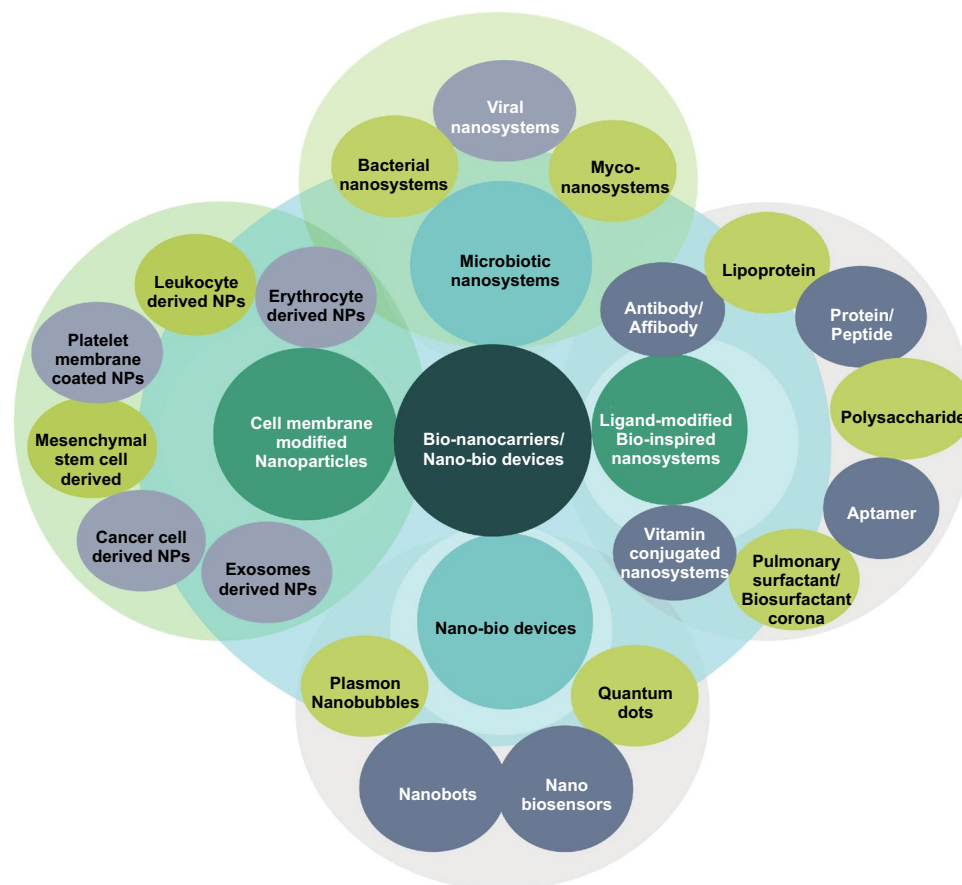 Viral
nanosystems
Bacterial
nanosystems
Myco-
nanosystems
Microbiotic
nanosystems
Leukocyte
derived NPs
Erythrocyte
derived NPs
Platelet
membrane
coated NPs
Mesenchymal
stem cell
derived
Cancer cell
derived NPs
Exosomes
derived NPs
Cell membrane
modified
Nanoparticles
Bio-nanocarriers/
Nano-bio devices
Ligand-modified
Bio-inspired
nanosystems
Antibody/
Affibody
Lipoprotein
Protein/
Peptide
Polysaccharide
Aptamer
Pulmonary
surfactant/
Biosurfactant
corona
Vitamin
conjugated
nanosystems
Nano-bio devices
Plasmon
Nanobubbles
Nanobots
Nano
biosensors
Quantum
dots